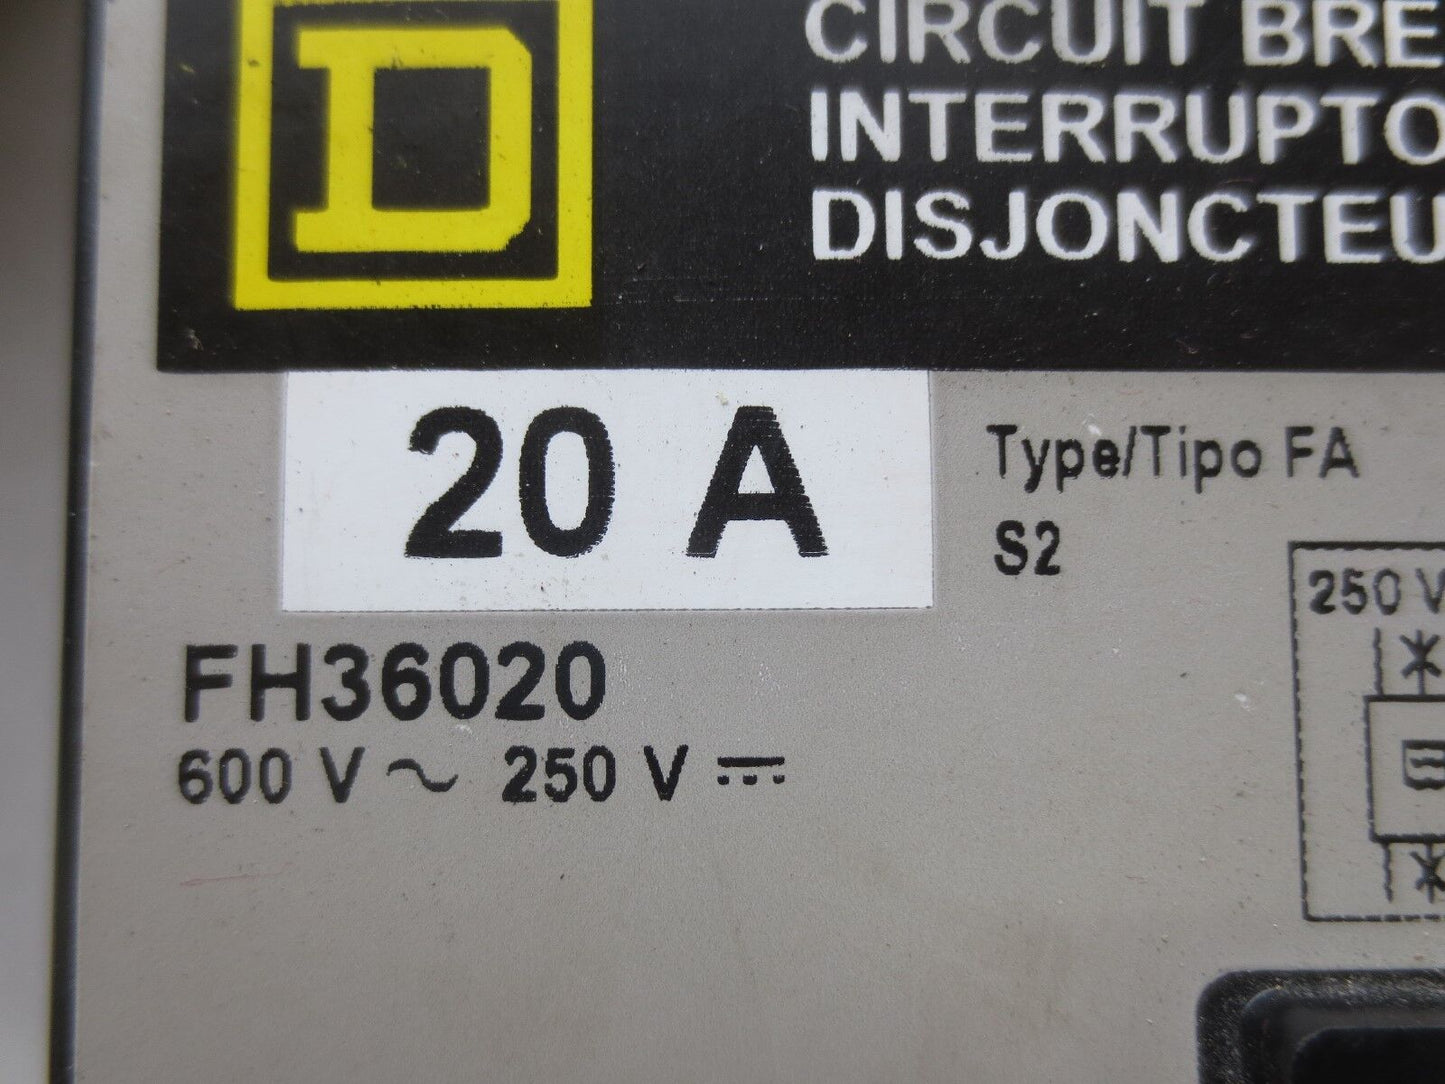 D
CIRCUIT BRE
INTERRUPTO
DISJONCTEU
20 A
Type/Tipo FA
S2
250 V
FH36020
600 V ~ 250 V ⎓